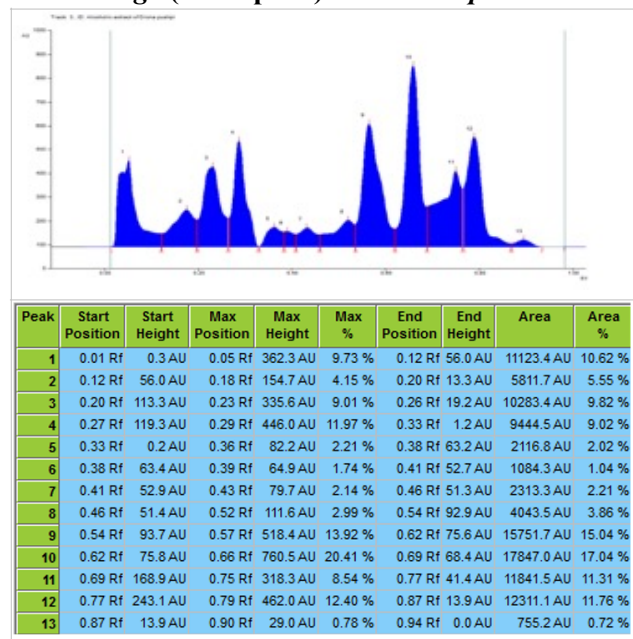 Peak Start Position Start Height Max Position Max Height Max % End Position End Height Area Area %
1 0.01 Rf 0.3 AU 0.05 Rf 362.3 AU 9.73 % 0.12 Rf 56.0 AU 11123.4 AU 10.62 %
2 0.12 Rf 56.0 AU 0.18 Rf 154.7 AU 4.15 % 0.20 Rf 13.3 AU 5811.7 AU 5.55 %
3 0.20 Rf 113.3 AU 0.23 Rf 335.6 AU 9.01 % 0.26 Rf 19.2 AU 10283.4 AU 9.82 %
4 0.27 Rf 119.3 AU 0.29 Rf 446.0 AU 11.97 % 0.33 Rf 1.2 AU 9444.5 AU 9.02 %
5 0.33 Rf 0.2 AU 0.36 Rf 82.2 AU 2.21 % 0.38 Rf 63.2 AU 2116.8 AU 2.02 %
6 0.38 Rf 63.4 AU 0.39 Rf 64.9 AU 1.74 % 0.41 Rf 52.7 AU 1084.3 AU 1.04 %
7 0.41 Rf 52.9 AU 0.43 Rf 79.7 AU 2.14 % 0.46 Rf 51.3 AU 2313.3 AU 2.21 %
8 0.46 Rf 51.4 AU 0.52 Rf 111.6 AU 2.99 % 0.54 Rf 92.9 AU 4043.5 AU 3.86 %
9 0.54 Rf 93.7 AU 0.57 Rf 518.4 AU 13.92 % 0.62 Rf 75.6 AU 15751.7 AU 15.04 %
10 0.62 Rf 75.8 AU 0.66 Rf 760.5 AU 20.41 % 0.69 Rf 68.4 AU 17847.0 AU 17.04 %
11 0.69 Rf 168.9 AU 0.75 Rf 318.3 AU 8.54 % 0.77 Rf 41.4 AU 11841.5 AU 11.31 %
12 0.77 Rf 243.1 AU 0.79 Rf 462.0 AU 12.40 % 0.87 Rf 13.9 AU 12311.1 AU 11.76 %
13 0.87 Rf 13.9 AU 0.90 Rf 29.0 AU 0.78 % 0.94 Rf 0.0 AU 755.2 AU 0.72 %